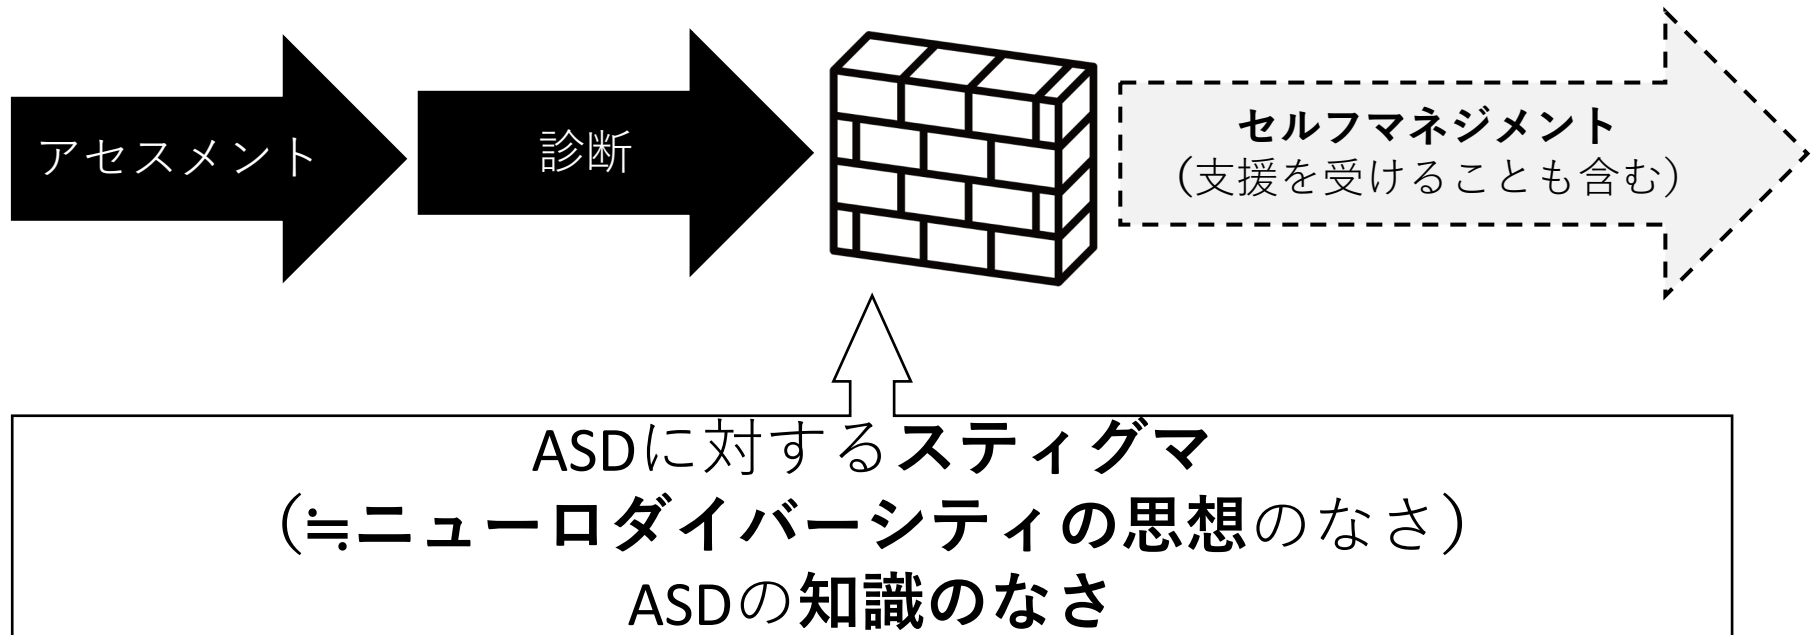 アセスメント
診断
セルフマネジメント
（支援を受けることも含む）
ASDに対するスティグマ
（≒ニューロダイバーシティの思想のなさ）
ASDの知識のなさ